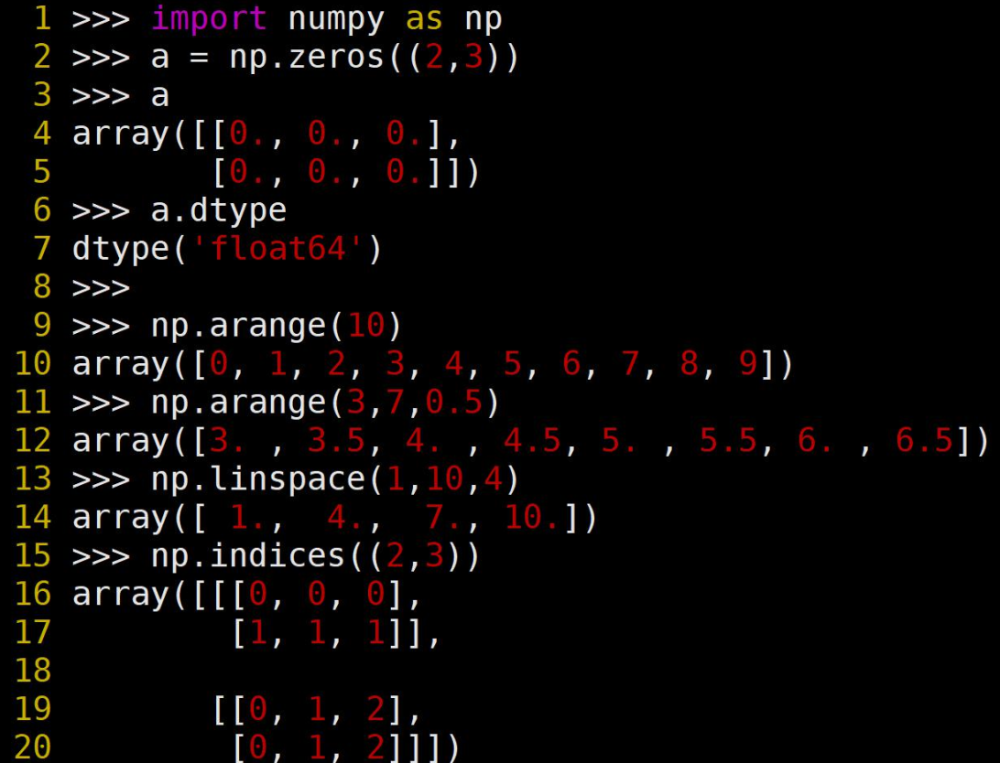 1 >>> import numpy as np
2 >>> a = np.zeros((2,3))
3 >>> a
4 array([[0., 0., 0.],
5        [0., 0., 0.]])
6 >>> a.dtype
7 dtype('float64')
8 >>>
9 >>> np.arange(10)
10 array([0, 1, 2, 3, 4, 5, 6, 7, 8, 9])
11 >>> np.arange(3,7,0.5)
12 array([3. , 3.5, 4. , 4.5, 5. , 5.5, 6. , 6.5])
13 >>> np.linspace(1,10,4)
14 array([ 1.,  4.,  7., 10.])
15 >>> np.indices((2,3))
16 array([[[0, 0, 0],
17         [1, 1, 1]],
18
19        [[0, 1, 2],
20         [0, 1, 2]]])